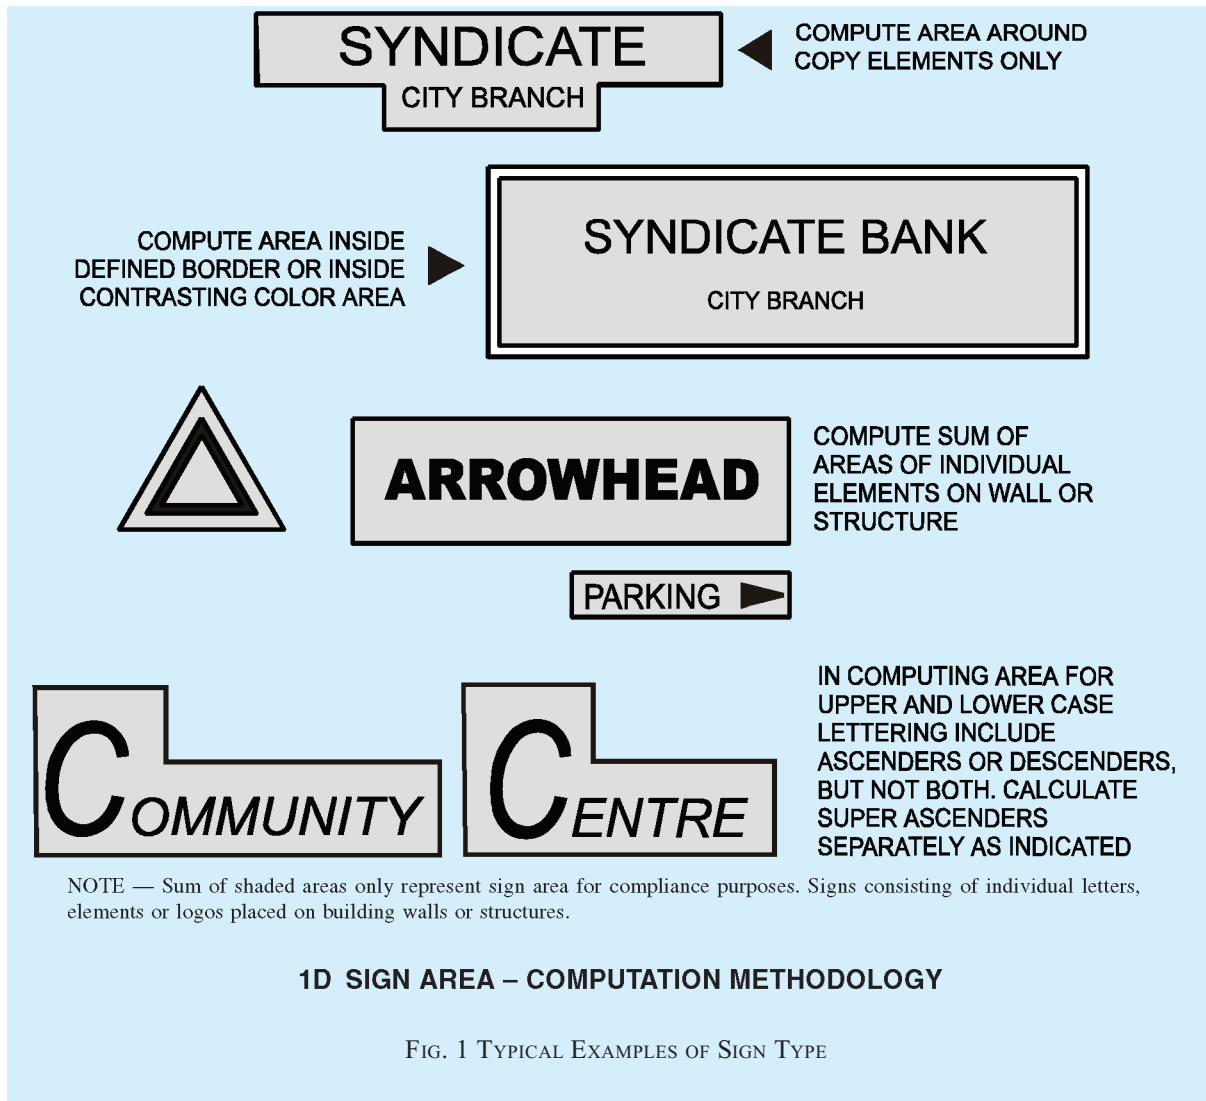 SYNDICATE
CITY BRANCH
COMPUTE AREA AROUND
COPY ELEMENTS ONLY
COMPUTE AREA INSIDE
DEFINED BORDER OR INSIDE
CONTRASTING COLOR AREA
SYNDICATE BANK
CITY BRANCH
ARROWHEAD
COMPUTE SUM OF
AREAS OF INDIVIDUAL
ELEMENTS ON WALL OR
STRUCTURE
PARKING
COMMUNITY
CENTRE
IN COMPUTING AREA FOR
UPPER AND LOWER CASE
LETTERING INCLUDE
ASCENDERS OR DESCENDERS,
BUT NOT BOTH. CALCULATE
SUPER ASCENDERS
SEPARATELY AS INDICATED
NOTE — Sum of shaded areas only represent sign area for compliance purposes. Signs consisting of individual letters,
elements or logos placed on building walls or structures.
1D SIGN AREA – COMPUTATION METHODOLOGY
FIG. 1 TYPICAL EXAMPLES OF SIGN TYPE